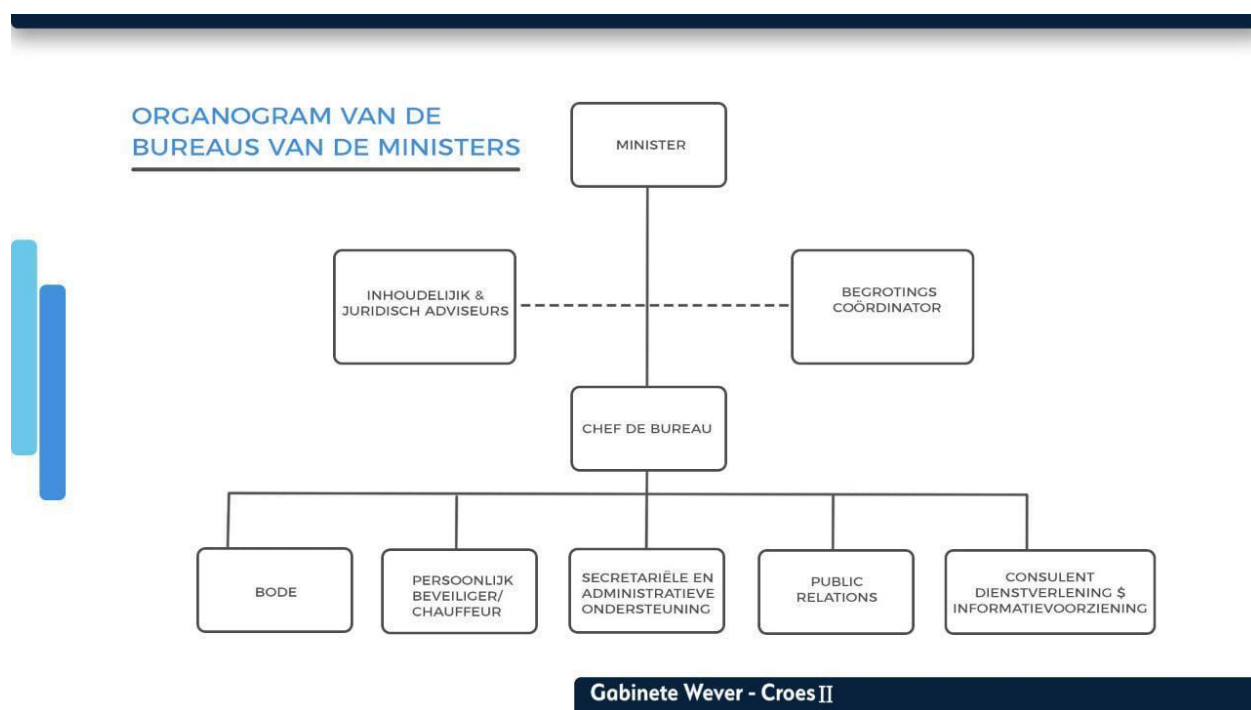 ORGANOGRAM VAN DE
BUREAUS VAN DE MINISTERS
MINISTER
INHOUDELIJIK &
JURIDISCH ADVISEURS
BEGROTINGS
COÖRDINATOR
CHEF DE BUREAU
BODE
PERSOONLIJK
BEVEILIGER/
CHAUFFEUR
SECRETARIËLE EN
ADMINISTRATIEVE
ONDERSTEUNING
PUBLIC
RELATIONS
CONSULENT
DIENSTVERLENING $
INFORMATIEVOORZIENING
Gabinete Wever - Croes II